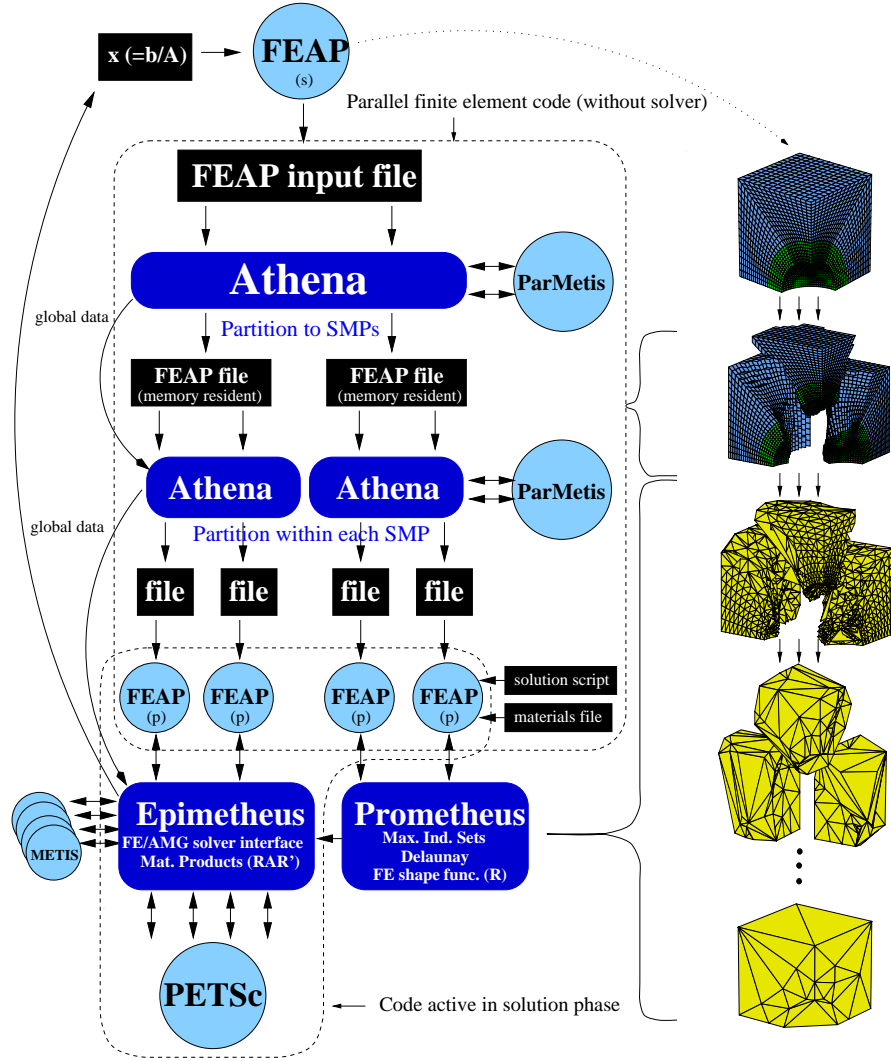 x (=b/A)
FEAP
(s)
Parallel finite element code (without solver)
FEAP input file
Athena
ParMetis
global data
Partition to SMPs
FEAP file
(memory resident)
FEAP file
(memory resident)
Athena
Athena
ParMetis
global data
Partition within each SMP
file
file
file
file
FEAP
(p)
FEAP
(p)
FEAP
(p)
FEAP
(p)
solution script
materials file
Epimetheus
FE/AMG solver interface
Mat. Products (RAR')
Prometheus
Max. Ind. Sets
Delaunay
FE shape func. (R)
METIS
PETSc
Code active in solution phase